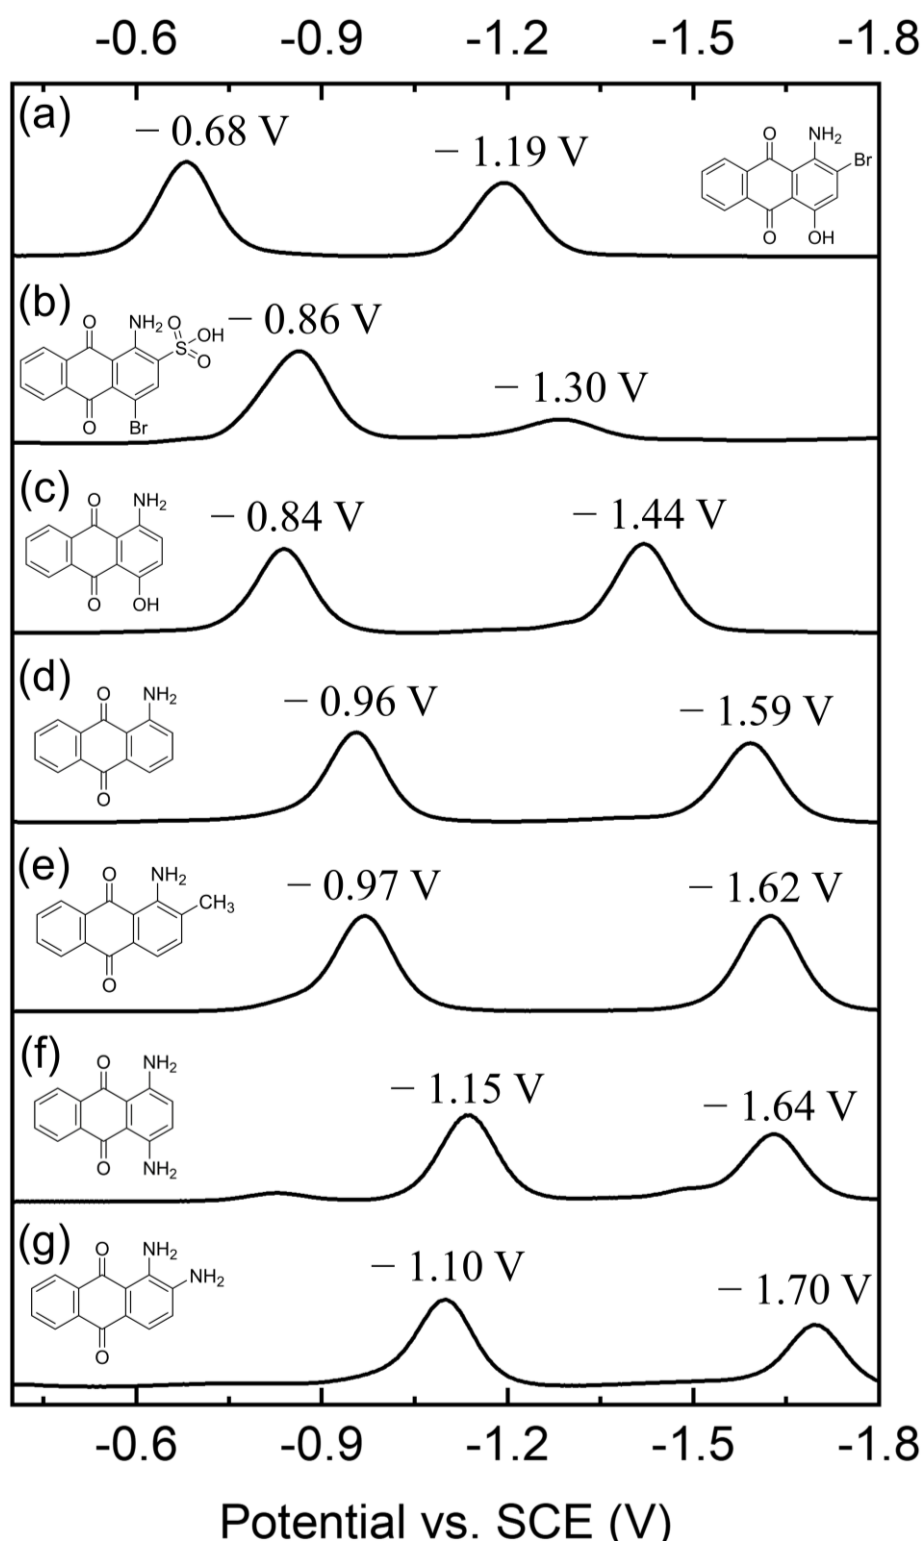 -0.6 -0.9 -1.2 -1.5 -1.8
(a) − 0.68 V − 1.19 V
O NH2 Br O OH
(b) − 0.86 V − 1.30 V
O NH2 O S OH O O Br
(c) − 0.84 V − 1.44 V
O NH2 O OH
(d) − 0.96 V − 1.59 V
O NH2 O
(e) − 0.97 V − 1.62 V
O NH2 CH3 O
(f) − 1.15 V − 1.64 V
O NH2 O NH2
(g) − 1.10 V − 1.70 V
O NH2 NH2 O
-0.6 -0.9 -1.2 -1.5 -1.8
Potential vs. SCE (V)